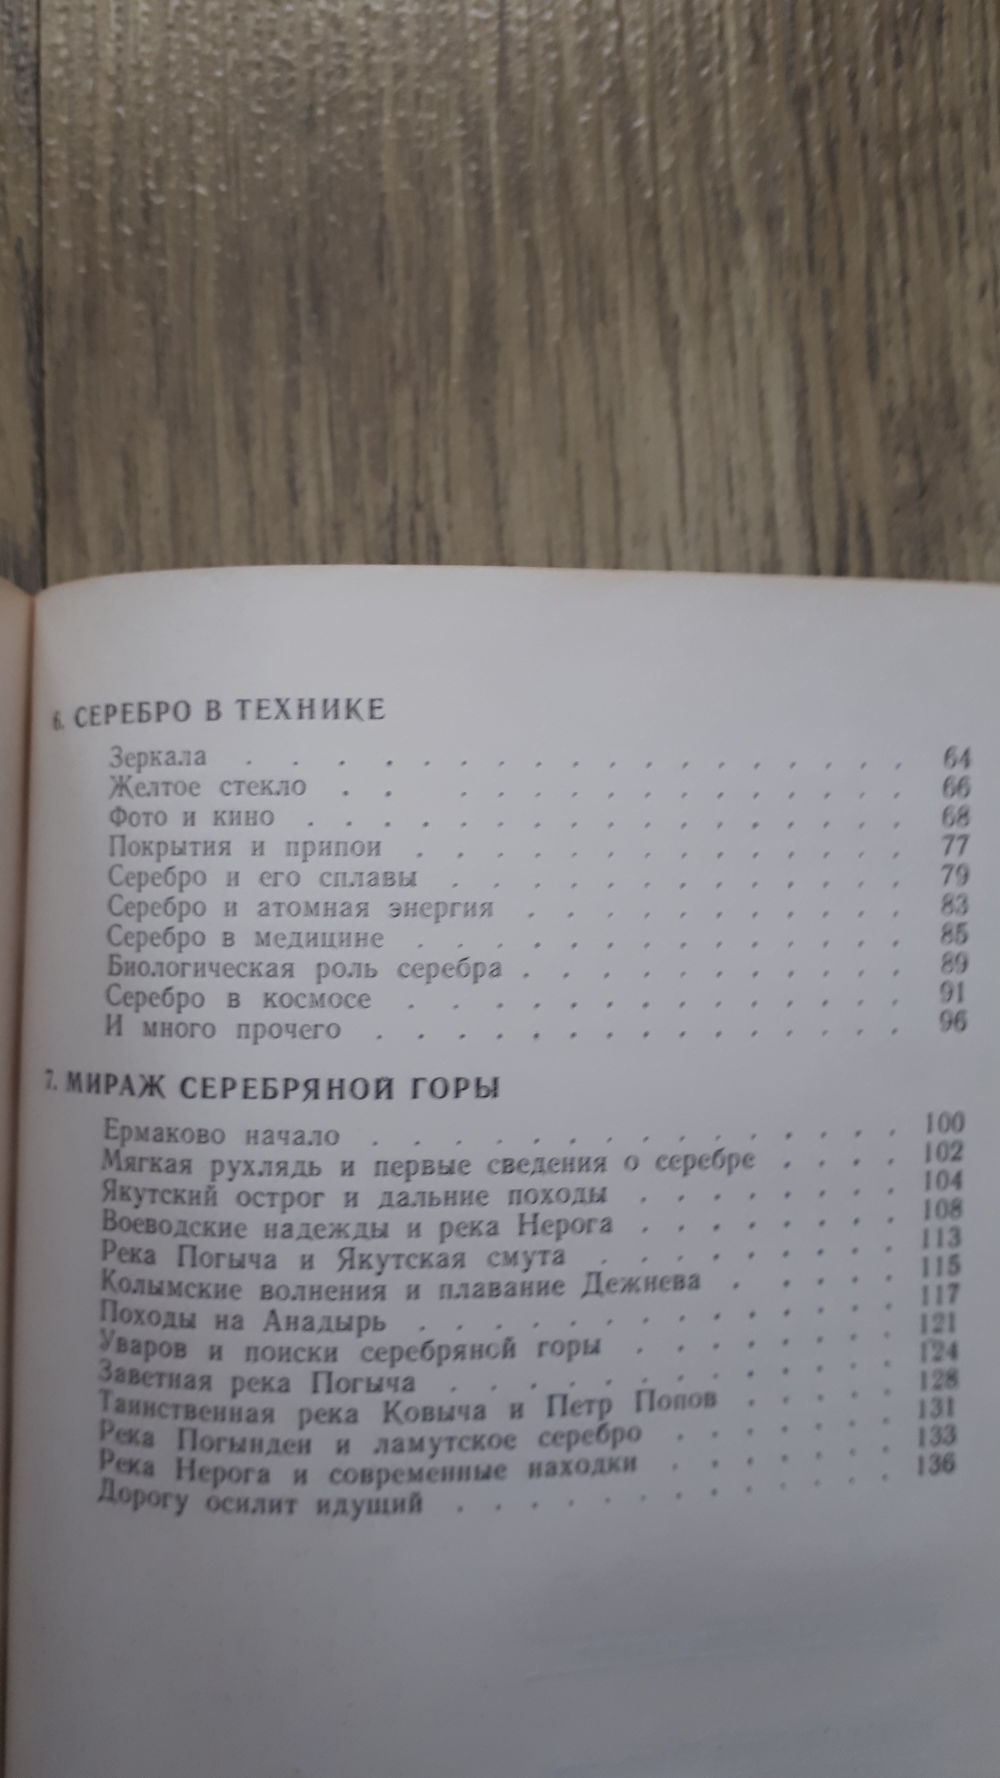 6. СЕРЕБРО В ТЕХНИКЕ
Зеркала . . . . . . . . . . . . . . . . . 64
Желтое стекло . . . . . . . . . . . . . . 66
Фото и кино . . . . . . . . . . . . . . . . 68
Покрытия и припои . . . . . . . . . . . . . 77
Серебро и его сплавы . . . . . . . . . . . . 79
Серебро и атомная энергия . . . . . . . . . . 83
Серебро в медицине . . . . . . . . . . . . . 85
Биологическая роль серебра . . . . . . . . . . 89
Серебро в космосе . . . . . . . . . . . . . 91
И много прочего . . . . . . . . . . . . . . 96
7. МИРАЖ СЕРЕБРЯНОЙ ГОРЫ
Ермаково начало . . . . . . . . . . . . . . 100
Мягкая рухлядь и первые сведения о серебре . . . . 102
Якутский острог и дальние походы . . . . . . . 104
Воеводские надежды и река Нерога . . . . . . . 108
Река Погыча и Якутская смута . . . . . . . . 113
Колымские волнения и плавание Дежнева . . . . . 115
Походы на Анадырь . . . . . . . . . . . . . 117
Уваров и поиски серебряной горы . . . . . . . 121
Заветная река Погыча . . . . . . . . . . . . 124
Таинственная река Ковыча и Петр Попов . . . . . 128
Река Погынден и ламутское серебро . . . . . . 131
Река Нерога и современные находки . . . . . . 133
Дорогу осилит идущий . . . . . . . . . . . . 136